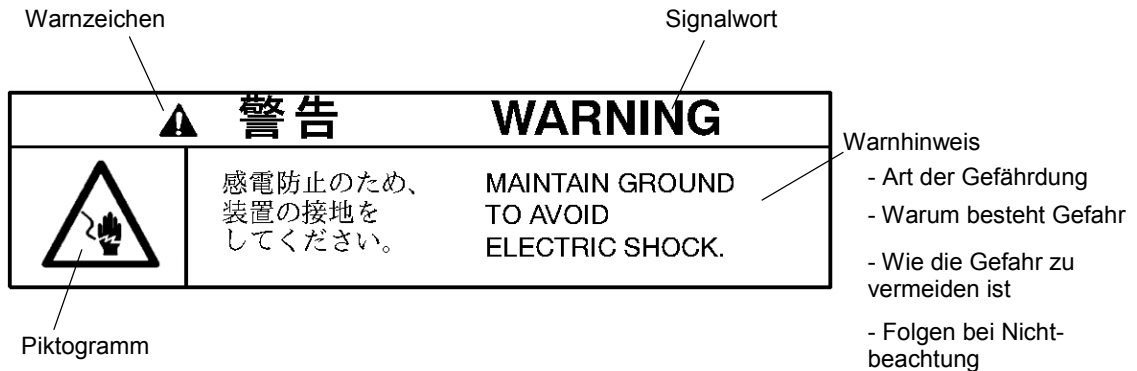 Warnzeichen
Signalwort
警告
WARNING
感電防止のため、
装置の接地を
してください。
MAINTAIN GROUND
TO AVOID
ELECTRIC SHOCK.
Warnhinweis
- Art der Gefährdung
- Warum besteht Gefahr
- Wie die Gefahr zu
vermeiden ist
- Folgen bei Nicht-
beachtung
Piktogramm